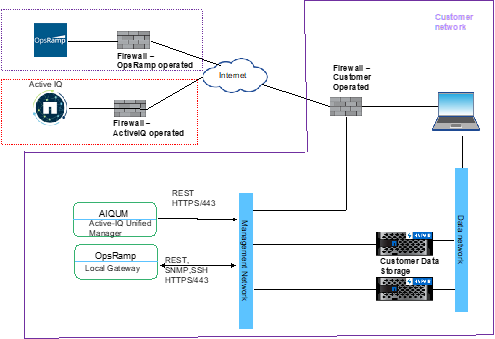 Customer
network
OpsRamp
Firewall –
OpsRamp operated
Internet
Firewall –
Customer
Operated
Active IQ
Firewall –
ActiveIQ operated
REST
HTTPS/443
AIQUM
Active-IQ Unified
Manager
OpsRamp
Local Gateway
REST,
SNMP,SSH
HTTPS/443
Management Network
Data network
Customer Data
Storage